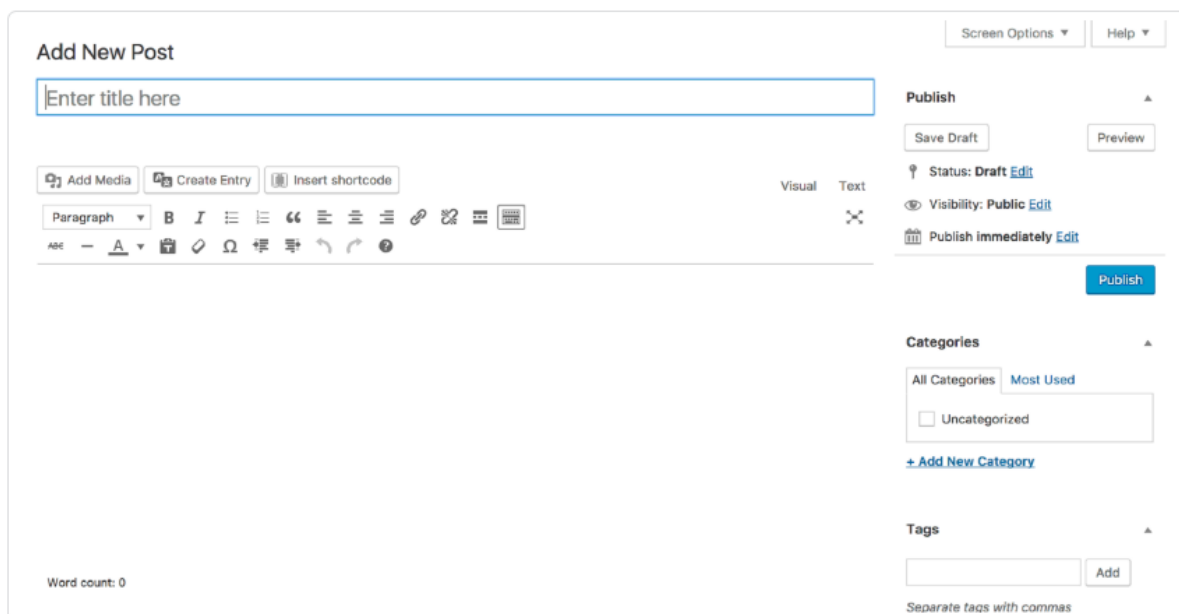 Screen Options ▼ Help ▼
Add New Post
Enter title here
Add Media Create Entry Insert shortcode
Visual Text
Paragraph ▼ B I
ABC A ▼ Ω
Word count: 0
Publish
Save Draft Preview
Status: Draft Edit
Visibility: Public Edit
Publish immediately Edit
Publish
Categories
All Categories Most Used
Uncategorized
+ Add New Category
Tags
Add
Separate tags with commas